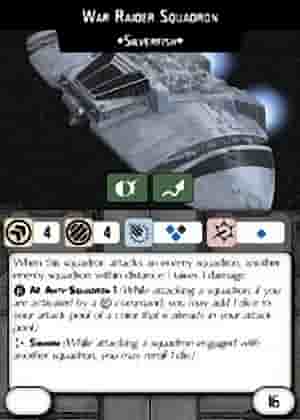 War Raider Squadron
•Silverfish•
4
4
When this squadron attacks an enemy squadron, another
enemy squadron within distance 1 takes 1 damage.
AI: Anti-Squadron 1 (While attacking a squadron, if you
are activated by a command, you may add 1 dice to
your attack pool of a color that is already in your attack
pool.)
Swarm (While attacking a squadron engaged with
another squadron, you may reroll 1 die.)
16